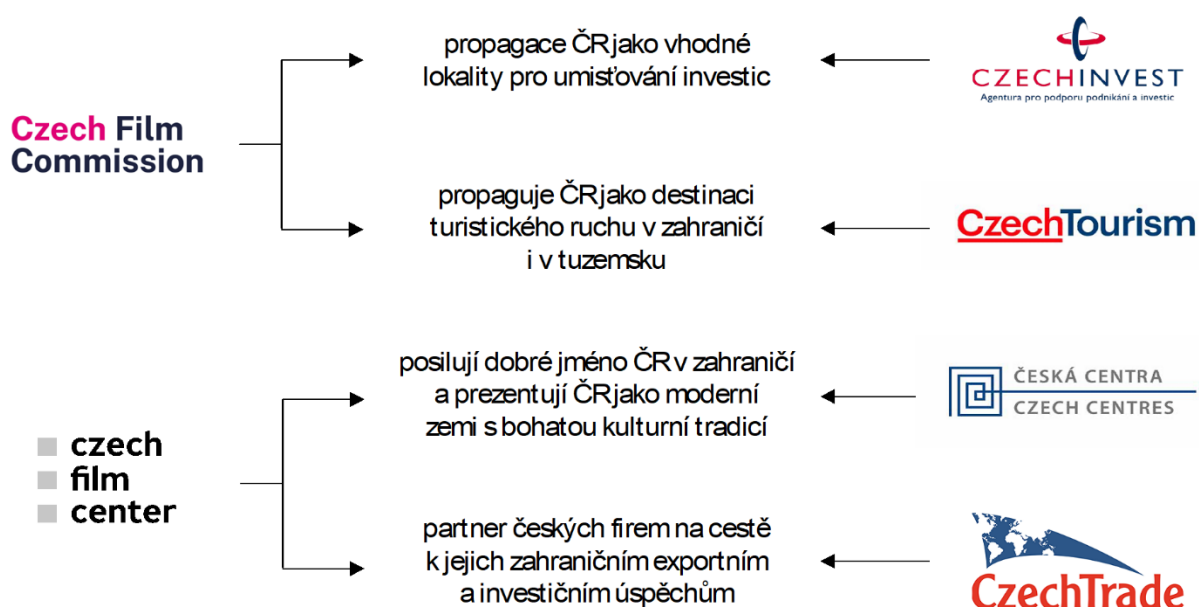 propagace ČR jako vhodné
lokality pro umisťování investic
CZECHINVEST
Agentura pro podporu podnikání a investic
Czech Film
Commission
propaguje ČR jako destinaci
turistického ruchu v zahraničí
i v tuzemsku
CzechTourism
posilují dobré jméno ČR v zahraničí
a prezentují ČR jako moderní
zemi s bohatou kulturní tradicí
ČESKÁ CENTRA
CZECH CENTRES
czech
film
center
partner českých firem na cestě
k jejich zahraničním exportním
a investičním úspěchům
CzechTrade